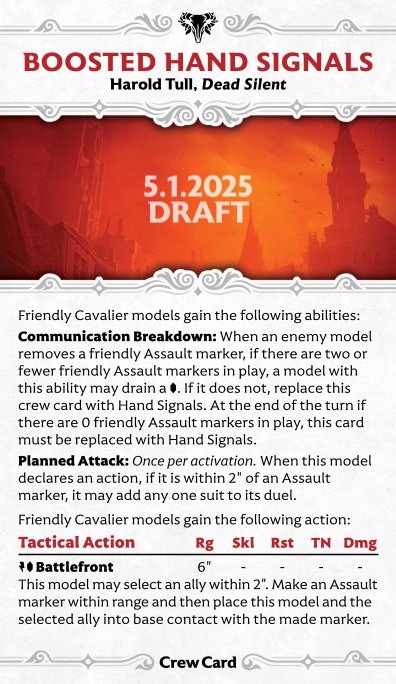 BOOSTED HAND SIGNALS
Harold Tull, Dead Silent
5.1.2025
DRAFT
Friendly Cavalier models gain the following abilities:
Communication Breakdown: When an enemy model
removes a friendly Assault marker, if there are two or
fewer friendly Assault markers in play, a model with
this ability may drain a . If it does not, replace this
crew card with Hand Signals. At the end of the turn if
there are 0 friendly Assault markers in play, this card
must be replaced with Hand Signals.
Planned Attack: Once per activation. When this model
declares an action, if it is within 2" of an Assault
marker, it may add any one suit to its duel.
Friendly Cavalier models gain the following action:
Tactical Action Rg Skl Rst TN Dmg
Battlefront 6" - - - -
This model may select an ally within 2". Make an Assault
marker within range and then place this model and the
selected ally into base contact with the made marker.
Crew Card